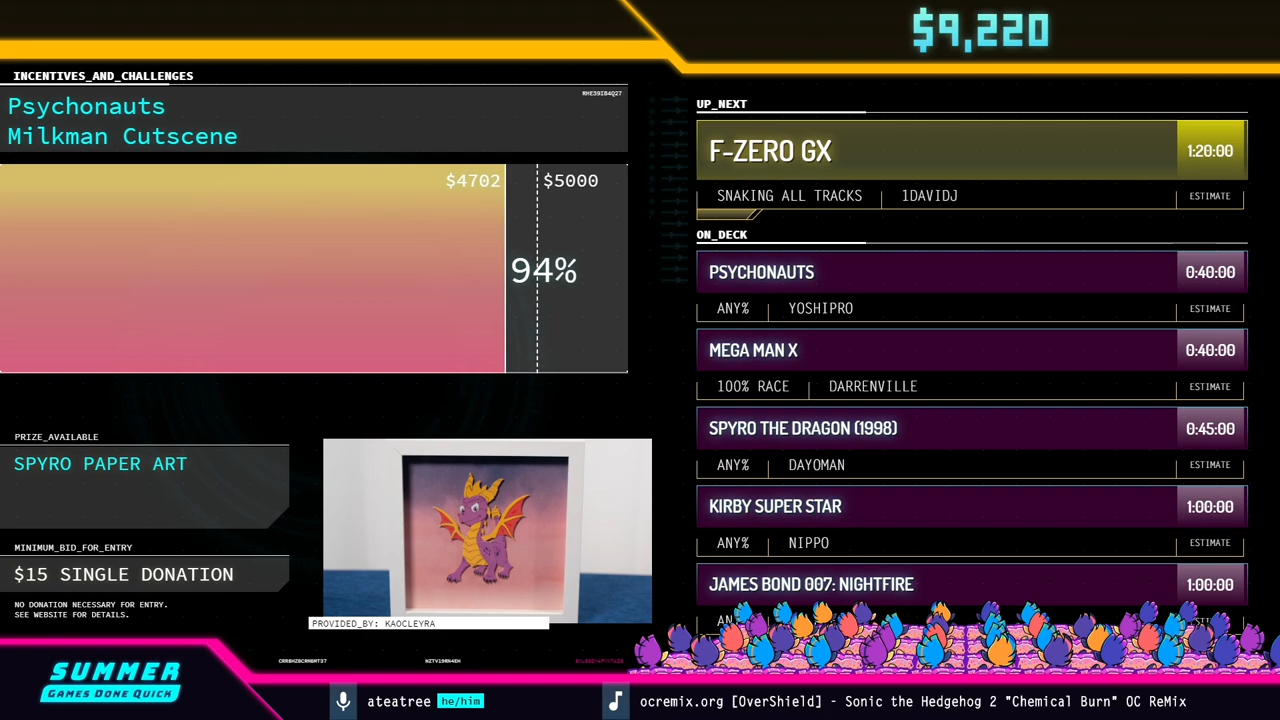 $9,220
INCENTIVES_AND_CHALLENGES
RHE39IB4Q27
Psychonauts
Milkman Cutscene
$4702
$5000
94%
PRIZE_AVAILABLE
SPYRO PAPER ART
MINIMUM_BID_FOR_ENTRY
$15 SINGLE DONATION
NO DONATION NECESSARY FOR ENTRY.
SEE WEBSITE FOR DETAILS.
PROVIDED_BY: KAOCLEYRA
UP_NEXT
F-ZERO GX
1:20:00
SNAKING ALL TRACKS
1DAVIDJ
ESTIMATE
ON_DECK
PSYCHONAUTS
0:40:00
ANY%
YOSHIPRO
ESTIMATE
MEGA MAN X
0:40:00
100% RACE
DARRENVILLE
ESTIMATE
SPYRO THE DRAGON (1998)
0:45:00
ANY%
DAYOMAN
ESTIMATE
KIRBY SUPER STAR
1:00:00
ANY%
NIPPO
ESTIMATE
JAMES BOND 007: NIGHTFIRE
1:00:00
SUMMER
GAMES DONE QUICK
ateatree he/him
ocremix.org [OverShield] - Sonic the Hedgehog 2 "Chemical Burn" OC ReMix